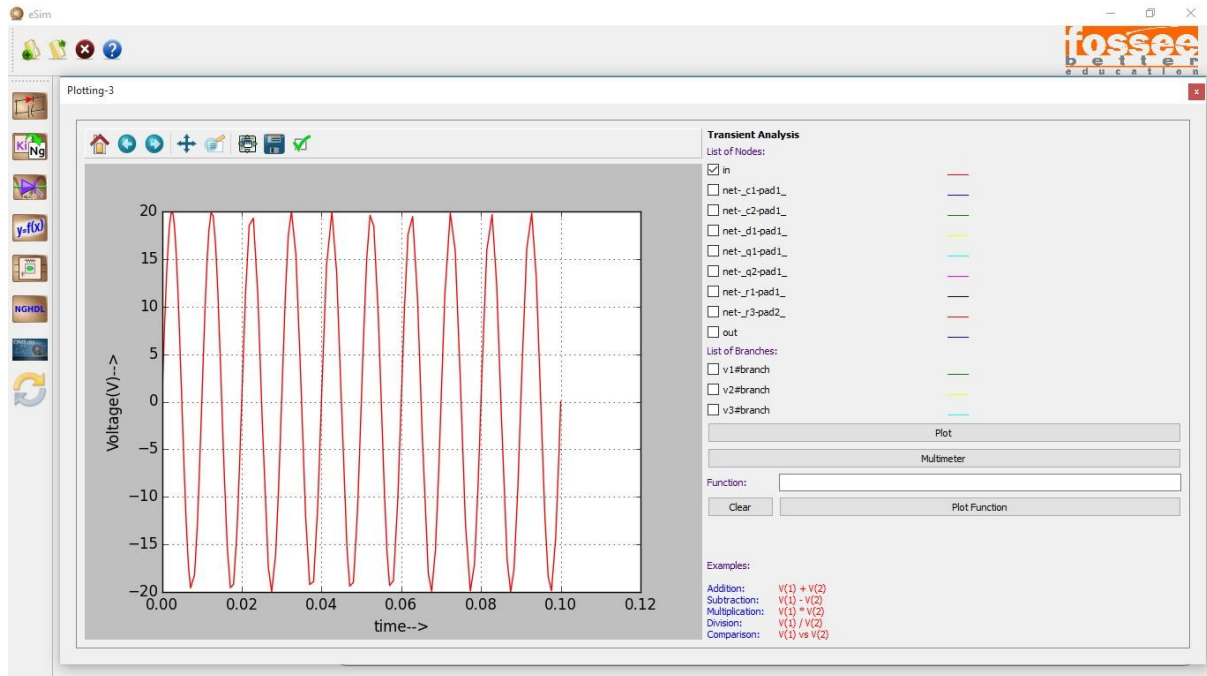 eSim
fossee
better
education
Plotting-3
Ki
Ng
y=f(x)
NGHDL
20
15
10
5
0
−5
−10
−15
−20
Voltage(V)-->
0.00 0.02 0.04 0.06 0.08 0.10 0.12
time-->
Transient Analysis
List of Nodes:
in
net-_c1-pad1_
net-_c2-pad1_
net-_d1-pad1_
net-_q1-pad1_
net-_q2-pad1_
net-_r1-pad1_
net-_r3-pad2_
out
List of Branches:
v1#branch
v2#branch
v3#branch
Plot
Multimeter
Function:
Clear Plot Function
Examples:
Addition: V(1) + V(2)
Subtraction: V(1) - V(2)
Multiplication: V(1) * V(2)
Division: V(1) / V(2)
Comparison: V(1) vs V(2)